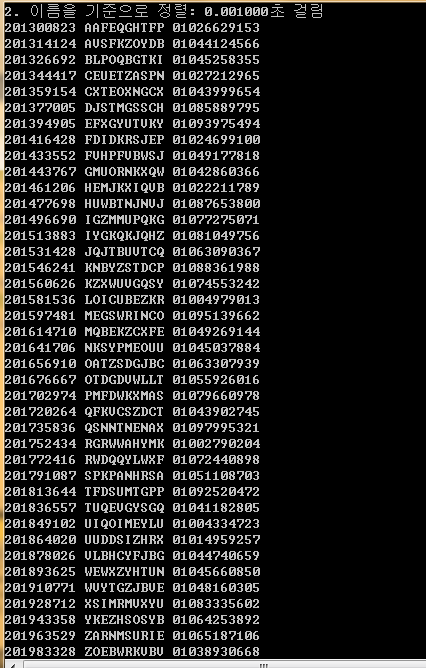 2. 이름을 기준으로 정렬: 0.001000초 걸림
201300823 AAFEQGHTFP 01026629153
201314124 AVSFKZOYDB 01044124566
201326692 BLPOQBGTKI 01045258355
201344417 CEUETZASPN 01027212965
201359154 CXTEOXNGCX 01043999654
201377005 DJSTMGSSCH 01085889795
201394905 EFXGYUTUKY 01093975494
201416428 FDIDKRSJEP 01024699100
201433552 FVHPFVBWSJ 01049177818
201443767 GMUORNKXQW 01042860366
201461206 HEMJKXIQVB 01022211789
201477698 HUWBTNJNVJ 01087653800
201496690 IGZMMUPQKG 01077275071
201513883 IYGKQKJQHZ 01081049756
201531428 JQJTBUVTCQ 01063090367
201546241 KNBYZSTDCP 01088361988
201560626 KZXWUVGQSY 01074553242
201581536 LOICUBEZKR 01004979013
201597481 MEGSWRINCO 01095139662
201614710 MQBEKZCXFE 01049269144
201641706 NKSYPMEOUU 01045037884
201656910 OATZSDGJBC 01063307939
201676667 OTDGDVWLLT 01055926016
201702974 PMFDWKXMAS 01079660978
201720264 QFKVCSZDCT 01043902745
201735836 QSNNTNENAX 01097995321
201752434 RGRWWAHYMK 01002790204
201772416 RWDQQYLWXF 01072440898
201791087 SPKPANHRSA 01051108703
201813644 TFDSUMTGPP 01092520472
201836557 TUQEVGYSGQ 01041182805
201849102 UIQOIMEYLU 01004334723
201864020 UUDDSIZHRX 01014959257
201878026 VLBHCYFJBG 01044740659
201893625 WEWXZYHTUN 01045660850
201910771 WVYTGZJBVE 01048160305
201928712 XSIMRMVXYU 01083335602
201943358 YKEZHSOSYB 01064253892
201963529 ZARNMSURIE 01065187106
201983328 ZOEBWRKVBV 01038930668